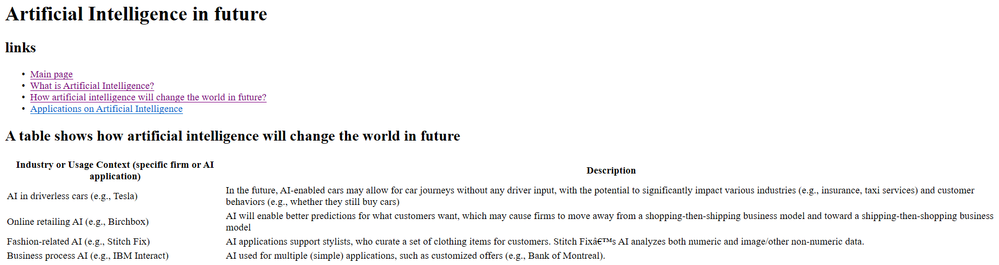 Artificial Intelligence in future
links
• Main page
• What is Artificial Intelligence?
• How artificial intelligence will change the world in future?
• Applications on Artificial Intelligence
A table shows how artificial intelligence will change the world in future
Industry or Usage Context (specific firm or AI
application)
Description
AI in driverless cars (e.g., Tesla)
In the future, AI-enabled cars may allow for car journeys without any driver input, with the potential to significantly impact various industries (e.g., insurance, taxi services) and customer
behaviors (e.g., whether they still buy cars)
Online retailing AI (e.g., Birchbox)
AI will enable better predictions for what customers want, which may cause firms to move away from a shopping-then-shipping business model and toward a shipping-then-shopping business
model
Fashion-related AI (e.g., Stitch Fix)
AI applications support stylists, who curate a set of clothing items for customers. Stitch Fixâ€™s AI analyzes both numeric and image/other non-numeric data.
Business process AI (e.g., IBM Interact)
AI used for multiple (simple) applications, such as customized offers (e.g., Bank of Montreal).